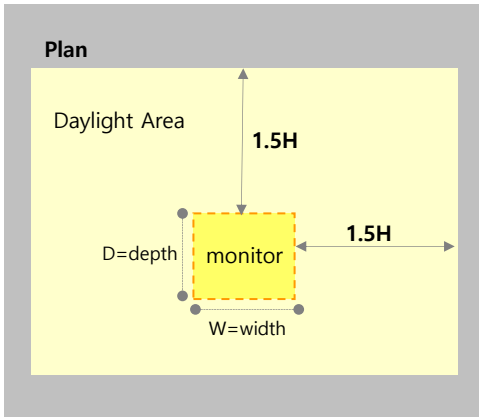 Plan
Daylight Area
1.5H
1.5H
D=depth
monitor
W=width